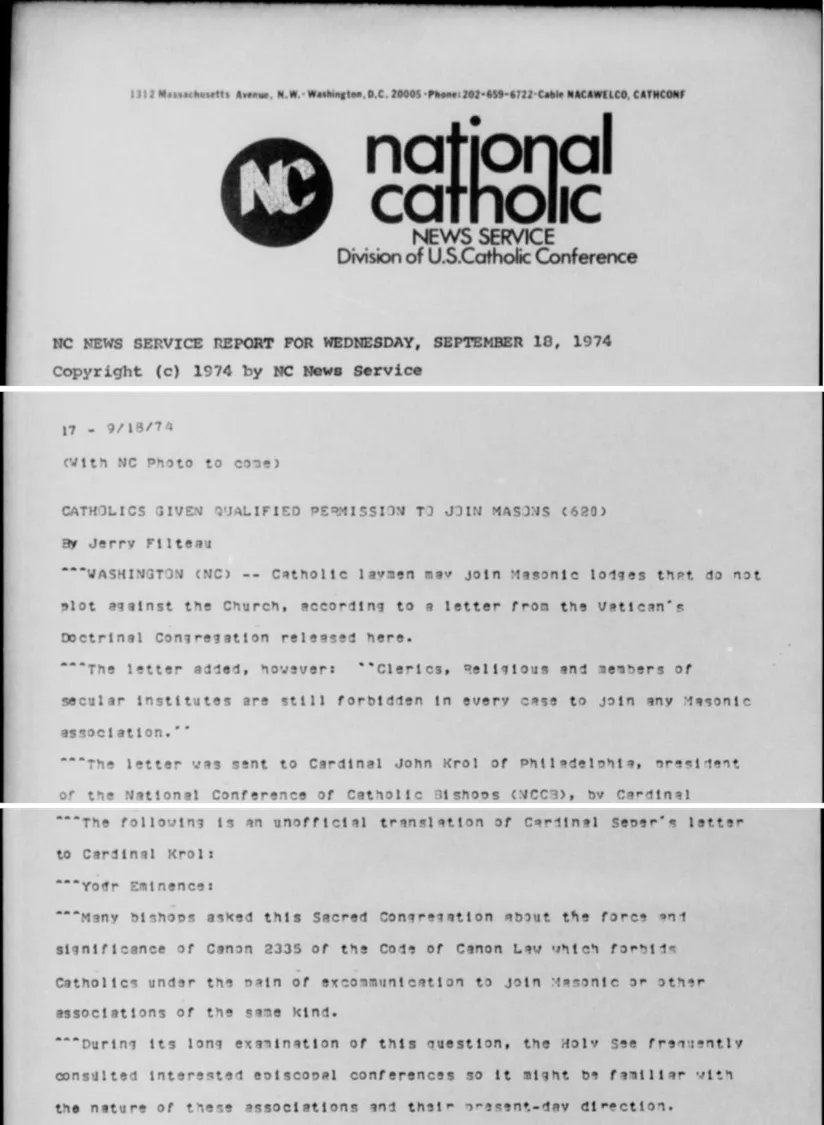 1312 Massachusetts Avenue, N.W.·Washington, D.C. 20005·Phone: 202-659-6722·Cable NACAWELCO, CATHCONF
NC
national
catholic
NEWS SERVICE
Division of U.S. Catholic Conference
NC NEWS SERVICE REPORT FOR WEDNESDAY, SEPTEMBER 18, 1974
Copyright (c) 1974 by NC News Service
17 - 9/18/74
(With NC Photo to come)
CATHOLICS GIVEN QUALIFIED PERMISSION TO JOIN MASONS (620)
By Jerry Filteau
^^^WASHINGTON (NC) -- Catholic laymen may join Masonic lodges that do not
plot against the Church, according to a letter from the Vatican's
Doctrinal Congregation released here.
^^^The letter added, however: ``Clerics, Religious and members of
secular institutes are still forbidden in every case to join any Masonic
association.''
^^^The letter was sent to Cardinal John Krol of Philadelphia, president
of the National Conference of Catholic Bishops (NCCB), by Cardinal
^^^The following is an unofficial translation of Cardinal Seper's letter
to Cardinal Krol:
^^^Yodr Eminence:
^^^Many bishops asked this Sacred Congregation about the force and
significance of Canon 2335 of the Code of Canon Law which forbids
Catholics under the pain of excommunication to join Masonic or other
associations of the same kind.
^^^During its long examination of this question, the Holy See frequently
consulted interested episcopal conferences so it might be familiar with
the nature of these associations and their present-day direction.